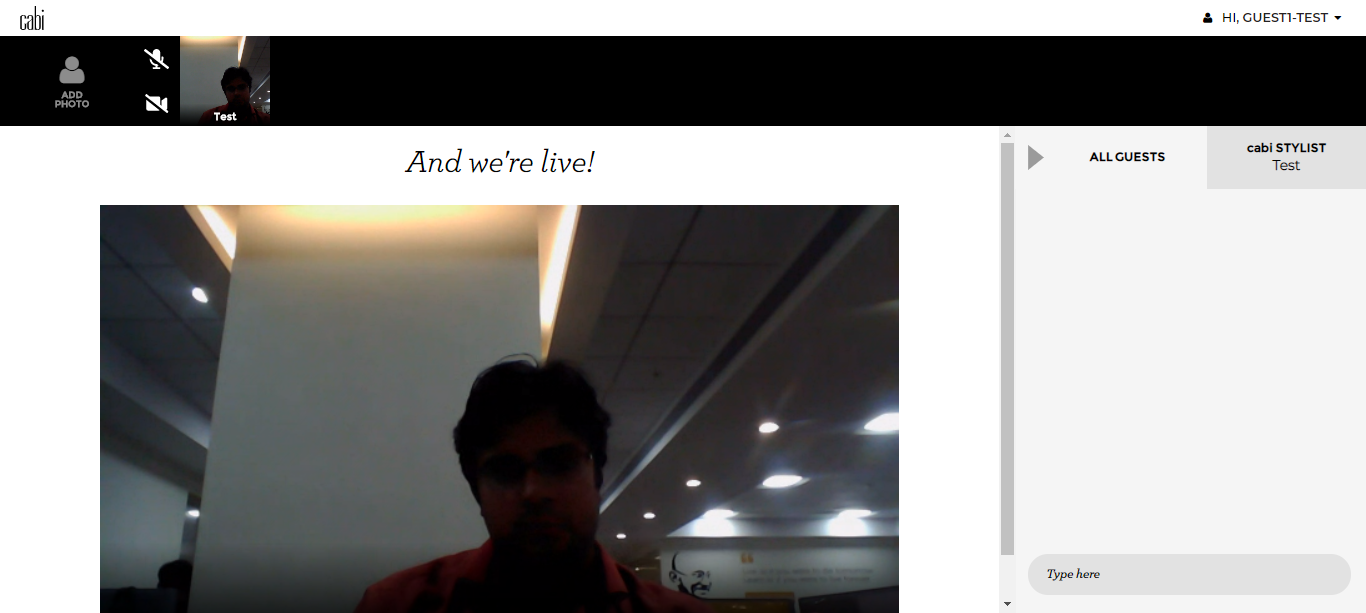 cabi
HI, GUEST1-TEST
ADD
PHOTO
Test
And we're live!
ALL GUESTS
cabi STYLIST
Test
Type here